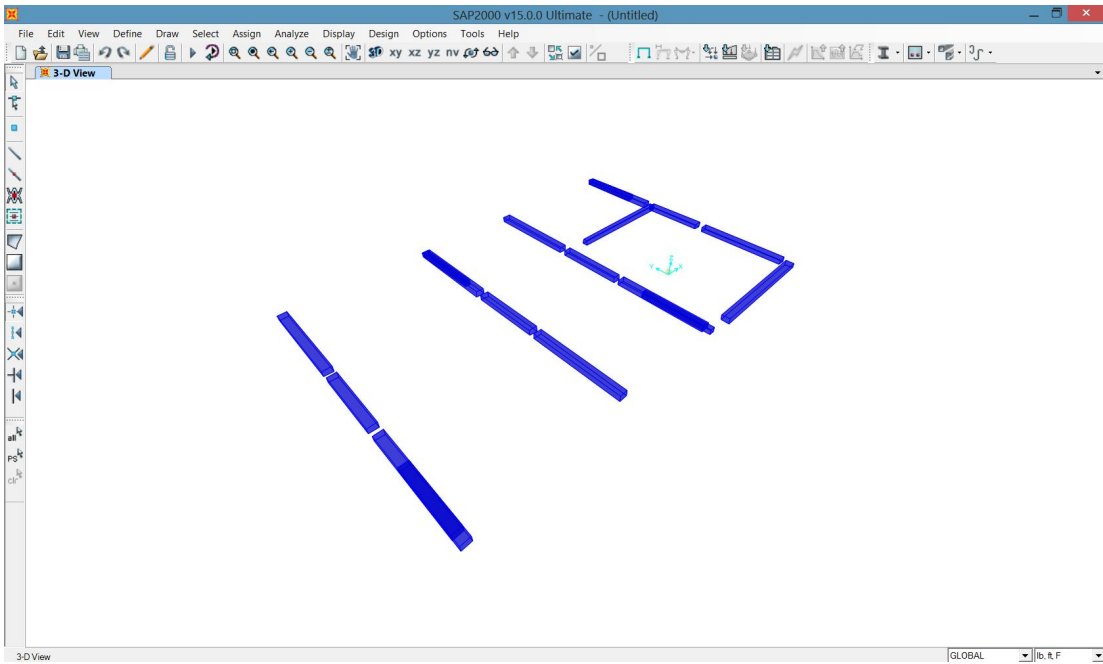 SAP2000 v15.0.0 Ultimate - (Untitled)
File Edit View Define Draw Select Assign Analyze Display Design Options Tools Help
3D xy xz yz nv
3-D View
all
PS
clr
3-D View GLOBAL lb, ft, F